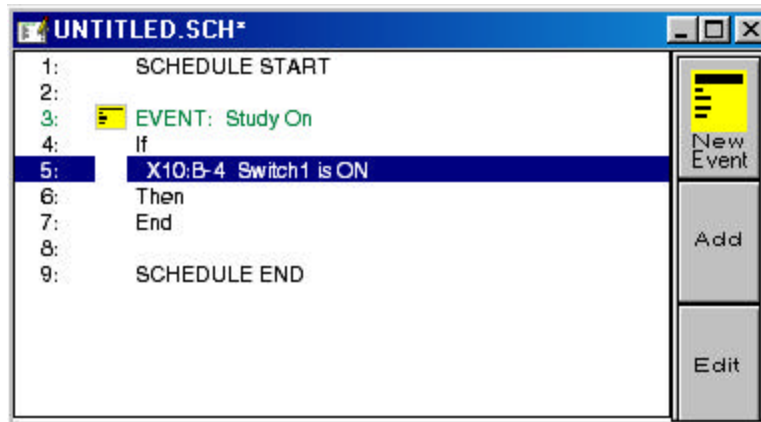 UNTITLED.SCH*
1: SCHEDULE START
2:
3: EVENT: Study On
4: If
5: X10:B-4 Switch1 is ON
6: Then
7: End
8:
9: SCHEDULE END
New
Event
Add
Edit